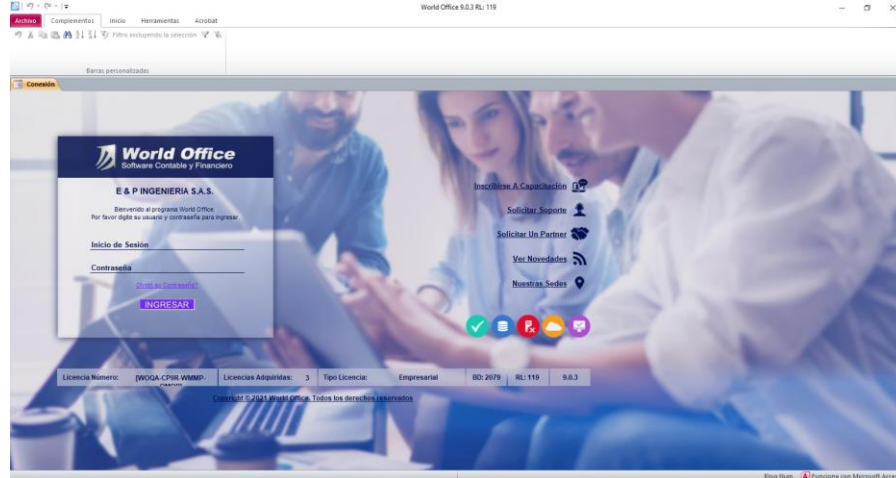 World Office 9.0.3 RL: 119
Archivo Complementos Inicio Herramientas Acrobat
Filtro excluyendo la selección
Barras personalizadas
Conexión
World Office
Software Contable y Financiero
E & P INGENIERIA S.A.S.
Bienvenido al programa World Office.
Por favor digite su usuario y contraseña para ingresar.
Inicio de Sesión
Contraseña
Olvidó su Contraseña?
INGRESAR
Inscribirse A Capacitación
Solicitar Soporte
Solicitar Un Partner
Ver Novedades
Nuestras Sedes
Licencia Número: Licencias Adquiridas: 3 Tipo Licencia: Empresarial BD: 2079 RL: 119 9.0.3
Copyright © 2021 World Office. Todos los derechos reservados
Bloq Num Funciona con Microsoft Acces